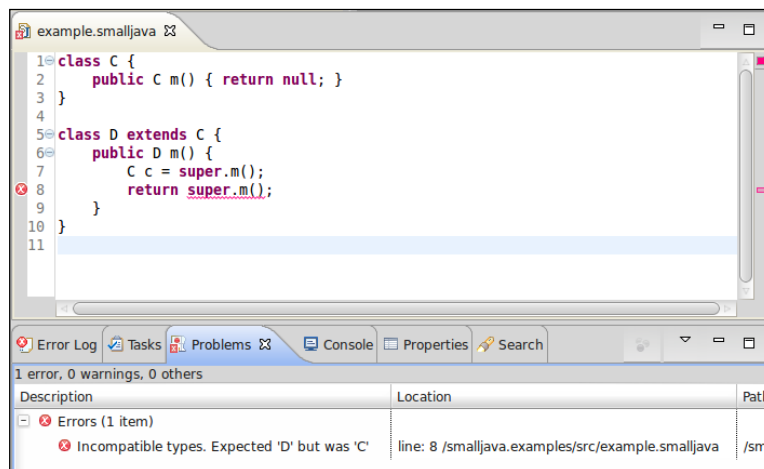 example.smalljava
1 class C {
2 public C m() { return null; }
3 }
4
5 class D extends C {
6 public D m() {
7 C c = super.m();
8 return super.m();
9 }
10 }
11
Error Log Tasks Problems Console Properties Search
1 error, 0 warnings, 0 others
Description Location Pat
Errors (1 item)
Incompatible types. Expected 'D' but was 'C' line: 8 /smalljava.examples/src/example.smalljava /sm